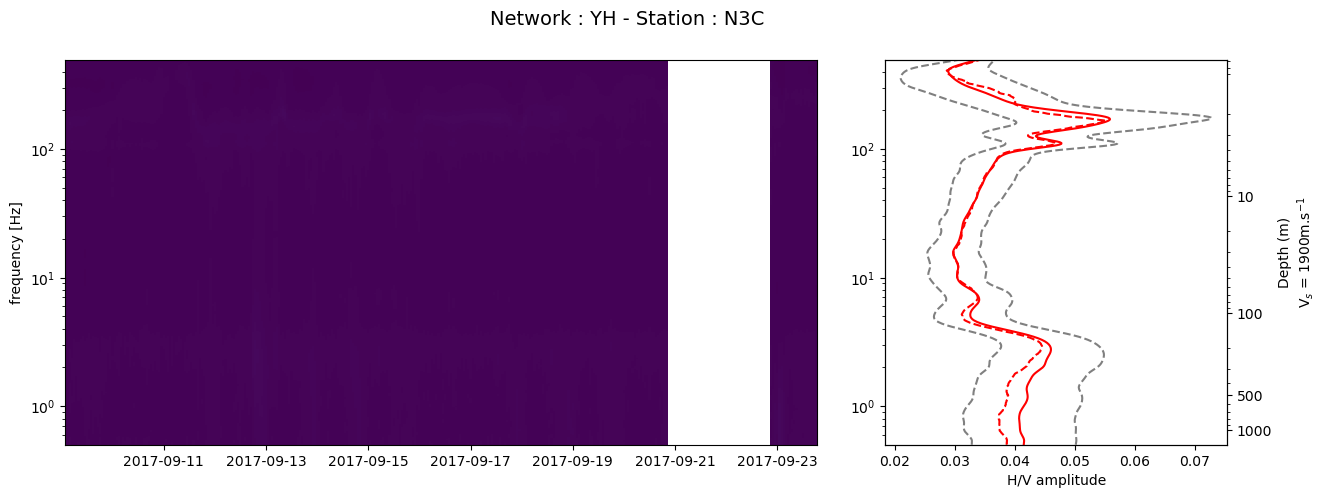 Network : YH - Station : N3C
frequency [Hz]
10²
10¹
10⁰
2017-09-11 2017-09-13 2017-09-15 2017-09-17 2017-09-19 2017-09-21 2017-09-23
10²
10¹
10⁰
0.02 0.03 0.04 0.05 0.06 0.07
H/V amplitude
10
100
500
1000
Depth (m)
Vₛ = 1900m.s⁻¹